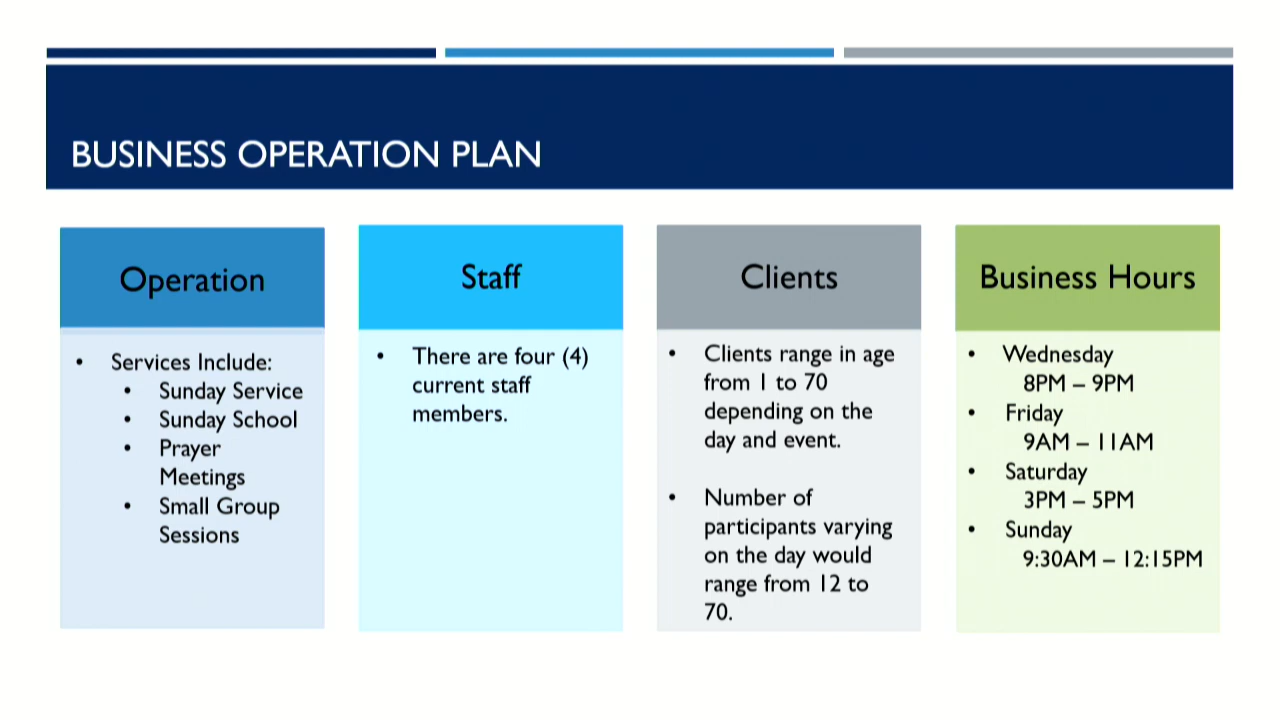 BUSINESS OPERATION PLAN
Operation
• Services Include:
• Sunday Service
• Sunday School
• Prayer
Meetings
• Small Group
Sessions
Staff
• There are four (4)
current staff
members.
Clients
• Clients range in age
from 1 to 70
depending on the
day and event.
• Number of
participants varying
on the day would
range from 12 to
70.
Business Hours
• Wednesday
8PM – 9PM
• Friday
9AM – 11AM
• Saturday
3PM – 5PM
• Sunday
9:30AM – 12:15PM